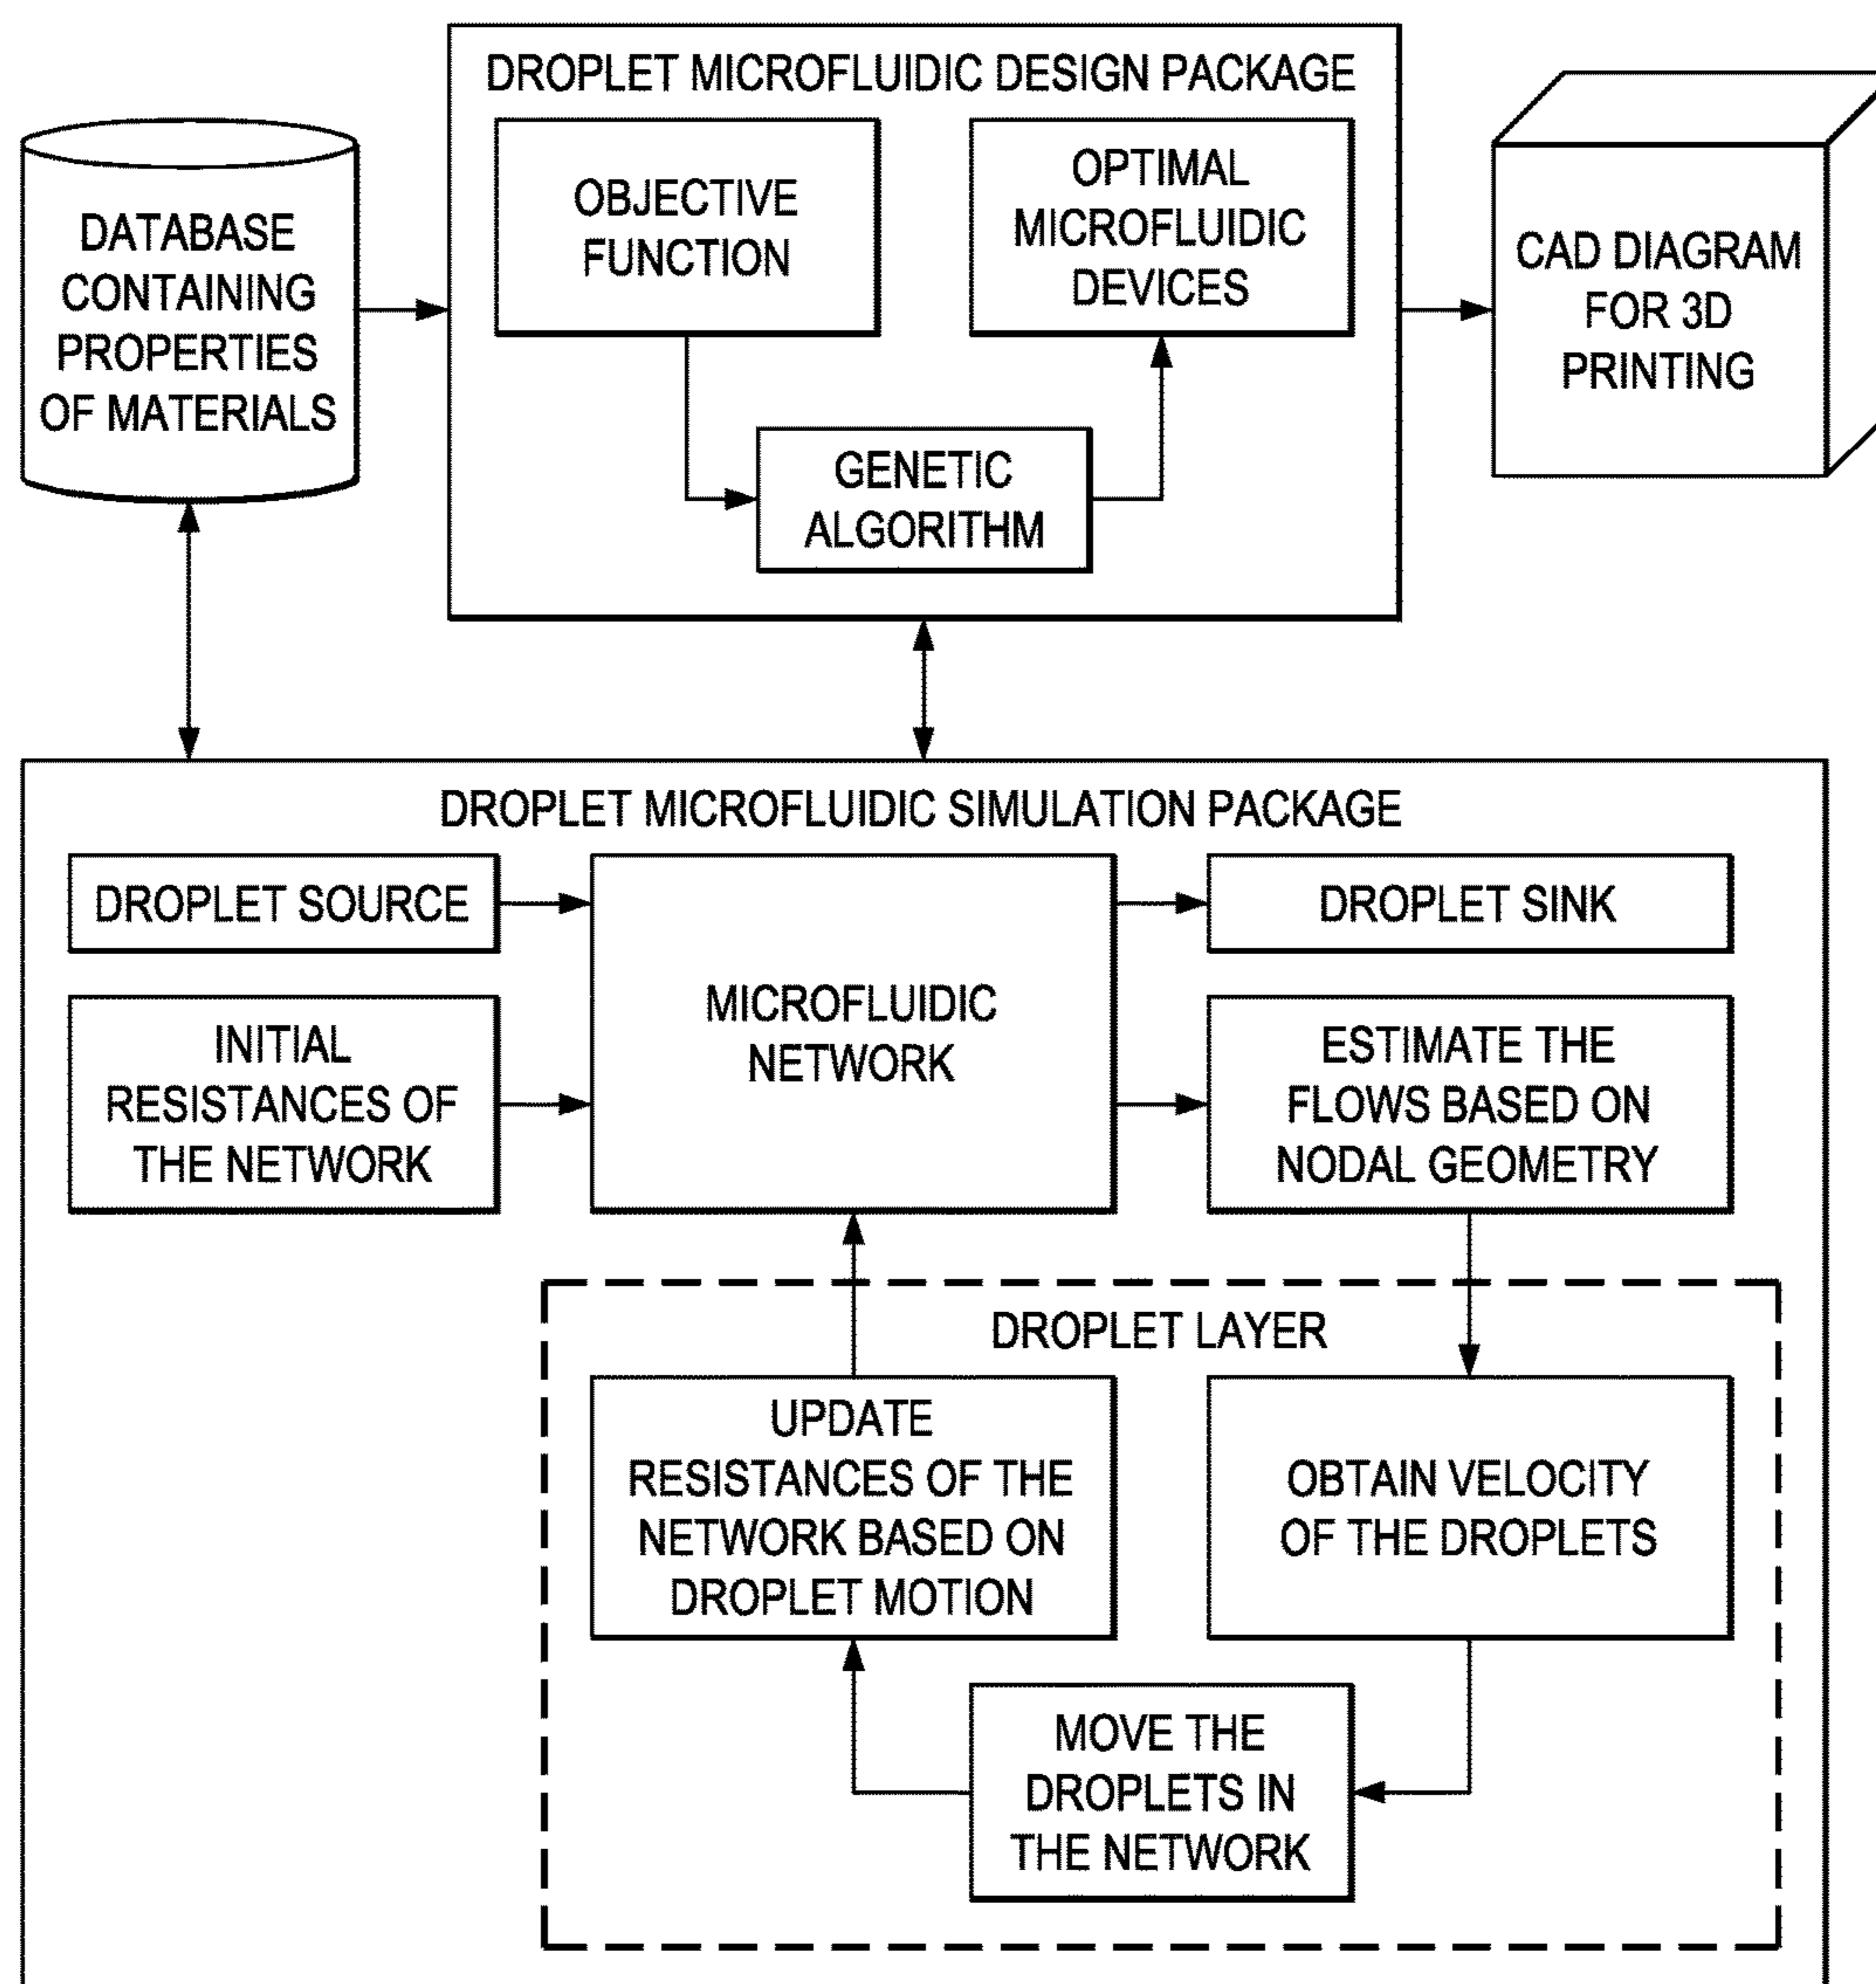 DROPLET MICROFLUIDIC DESIGN PACKAGE
DATABASE
CONTAINING
PROPERTIES
OF MATERIALS
OBJECTIVE
FUNCTION
OPTIMAL
MICROFLUIDIC
DEVICES
GENETIC
ALGORITHM
CAD DIAGRAM
FOR 3D
PRINTING
DROPLET MICROFLUIDIC SIMULATION PACKAGE
DROPLET SOURCE
INITIAL
RESISTANCES OF
THE NETWORK
MICROFLUIDIC
NETWORK
DROPLET SINK
ESTIMATE THE
FLOWS BASED ON
NODAL GEOMETRY
DROPLET LAYER
UPDATE
RESISTANCES OF THE
NETWORK BASED ON
DROPLET MOTION
OBTAIN VELOCITY
OF THE DROPLETS
MOVE THE
DROPLETS IN
THE NETWORK